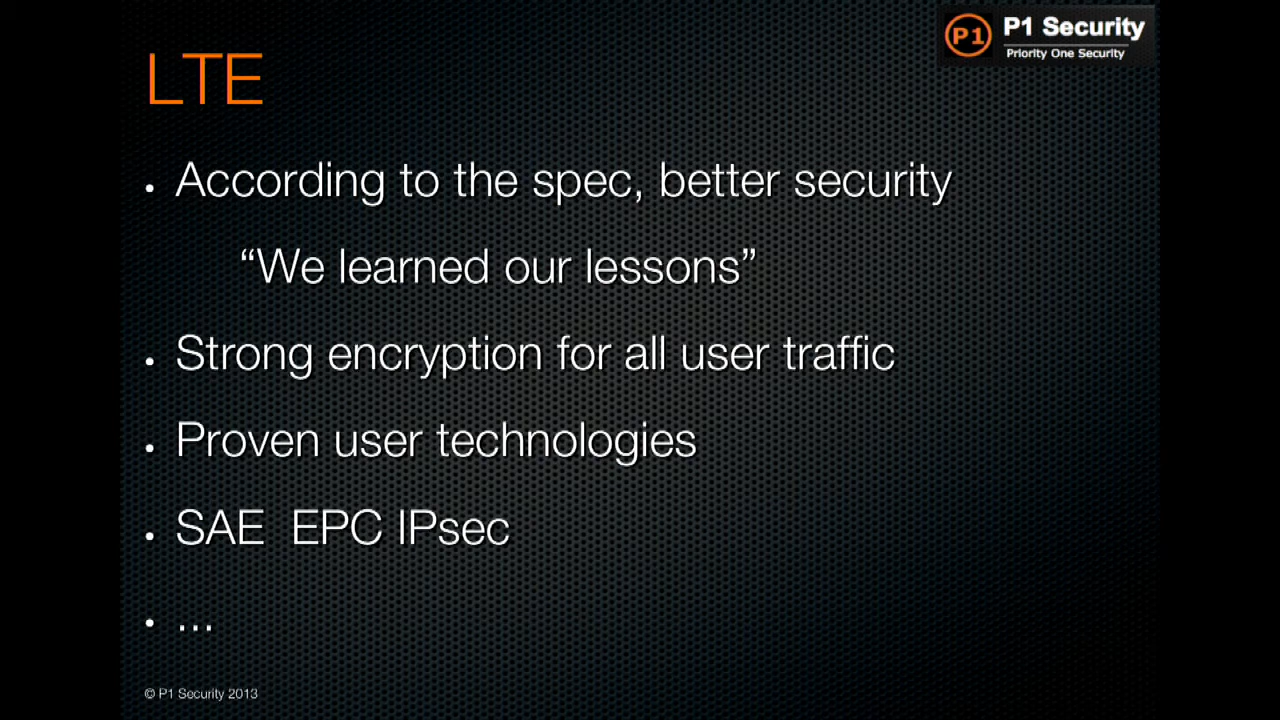 P1 P1 Security
Priority One Security
LTE
• According to the spec, better security
“We learned our lessons”
• Strong encryption for all user traffic
• Proven user technologies
• SAE  EPC IPsec
• ...
© P1 Security 2013